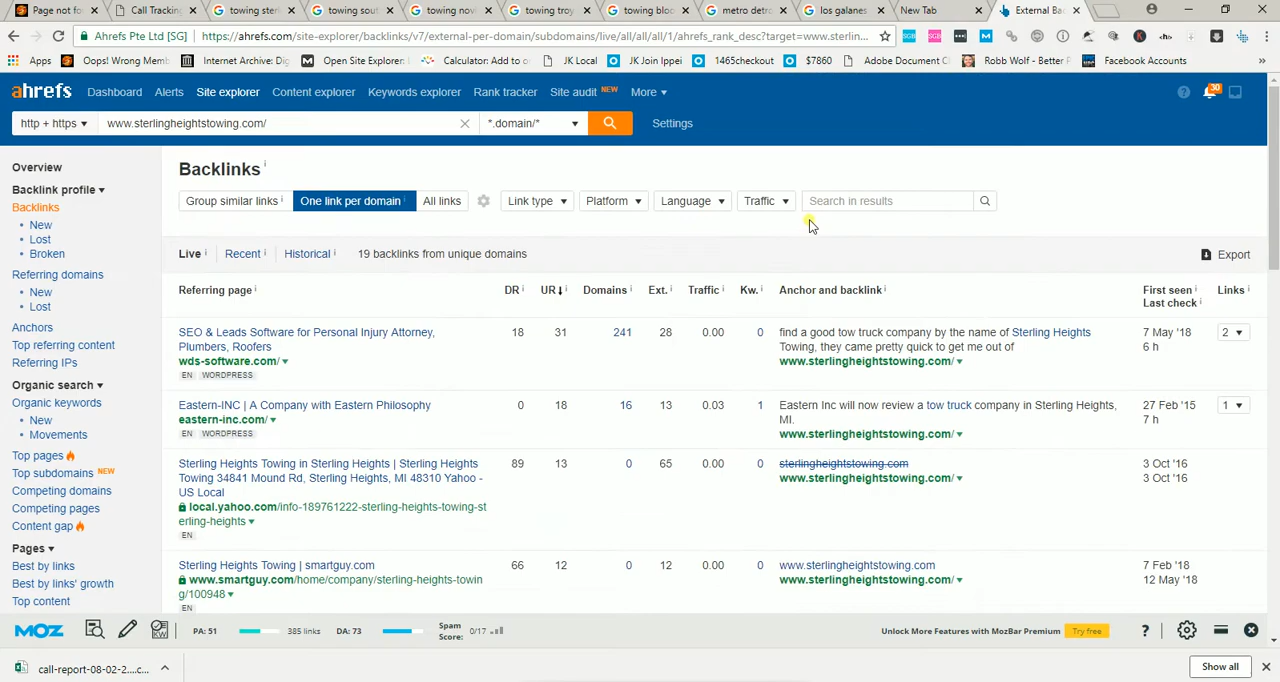 Page not fo
Call Tracking
towing sterli
towing sout
towing novi
towing troy
towing bloo
metro detro
los galanes
New Tab
External Bac
Ahrefs Pte Ltd [SG]
https://ahrefs.com/site-explorer/backlinks/v7/external-per-domain/subdomains/live/all/all/all/1/ahrefs_rank_desc?target=www.sterlin...
Apps
Oops! Wrong Memb
Internet Archive: Dig
Open Site Explorer:
Calculator: Add to o
JK Local
JK Join Ippei
1465checkout
$7860
Adobe Document C
Robb Wolf - Better P
Facebook Accounts
ahrefs Dashboard Alerts Site explorer Content explorer Keywords explorer Rank tracker Site audit NEW More
30
http + https www.sterlingheightstowing.com/ *.domain/* Settings
Overview
Backlink profile
Backlinks
• New
• Lost
• Broken
Referring domains
• New
• Lost
Anchors
Top referring content
Referring IPs
Organic search
Organic keywords
• New
• Movements
Top pages
Top subdomains NEW
Competing domains
Competing pages
Content gap
Pages
Best by links
Best by links' growth
Top content
Backlinks
Group similar links One link per domain All links Link type Platform Language Traffic Search in results
Live Recent Historical 19 backlinks from unique domains Export
Referring page DR UR Domains Ext. Traffic Kw. Anchor and backlink First seen Links
Last check
SEO & Leads Software for Personal Injury Attorney, 18 31 241 28 0.00 0 find a good tow truck company by the name of Sterling Heights 7 May '18 2
Plumbers, Roofers Towing, they came pretty quick to get me out of 6 h
wds-software.com/ www.sterlingheightstowing.com/
EN WORDPRESS
Eastern-INC | A Company with Eastern Philosophy 0 18 16 13 0.03 1 Eastern Inc will now review a tow truck company in Sterling Heights, 27 Feb '15 1
eastern-inc.com/ MI. 7 h
EN WORDPRESS www.sterlingheightstowing.com/
Sterling Heights Towing in Sterling Heights | Sterling Heights 89 13 0 65 0.00 0 sterlingheightstowing.com 3 Oct '16
Towing 34841 Mound Rd, Sterling Heights, MI 48310 Yahoo - www.sterlingheightstowing.com/ 3 Oct '16
US Local
local.yahoo.com/info-189761222-sterling-heights-towing-st
erling-heights
EN
Sterling Heights Towing | smartguy.com 66 12 0 12 0.00 0 www.sterlingheightstowing.com 7 Feb '18
www.smartguy.com/home/company/sterling-heights-towin www.sterlingheightstowing.com/ 12 May '18
g/100948
EN
MOZ PA: 51 385 links DA: 73 Spam Score: 0/17 Unlock More Features with MozBar Premium Try free ?
call-report-08-02-2....c... Show all